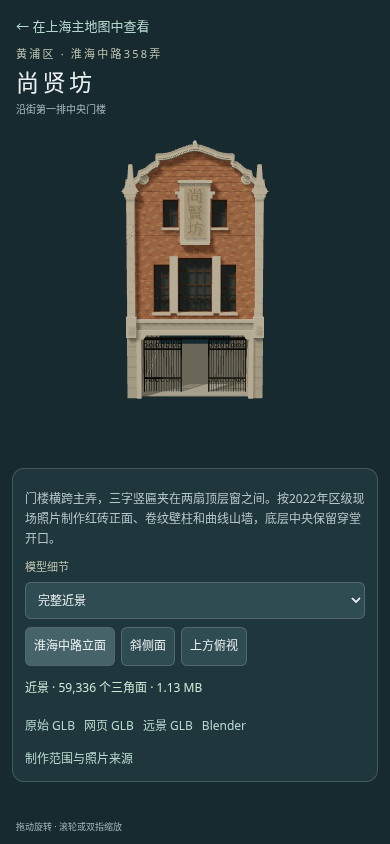 ← 在上海主地图中查看
黄浦区 · 淮海中路358弄
尚贤坊
沿街第一排中央门楼
尚
賢
坊
门楼横跨主弄，三字竖匾夹在两扇顶层窗之间。按2022年区级现
场照片制作红砖正面、卷纹壁柱和曲线山墙，底层中央保留穿堂
开口。
模型细节
完整近景
淮海中路立面 斜侧面 上方俯视
近景 · 59,336 个三角面 · 1.13 MB
原始 GLB 网页 GLB 远景 GLB Blender
制作范围与照片来源
拖动旋转 · 滚轮或双指缩放